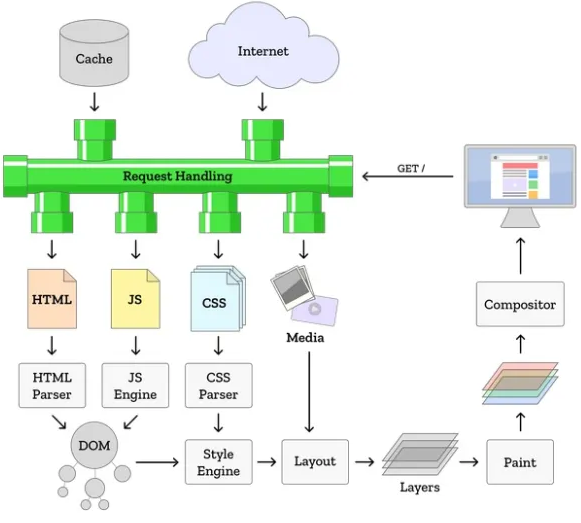 Cache
Internet
Request Handling
GET /
HTML
JS
CSS
Media
Compositor
HTML
Parser
JS
Engine
CSS
Parser
DOM
Style
Engine
Layout
Layers
Paint